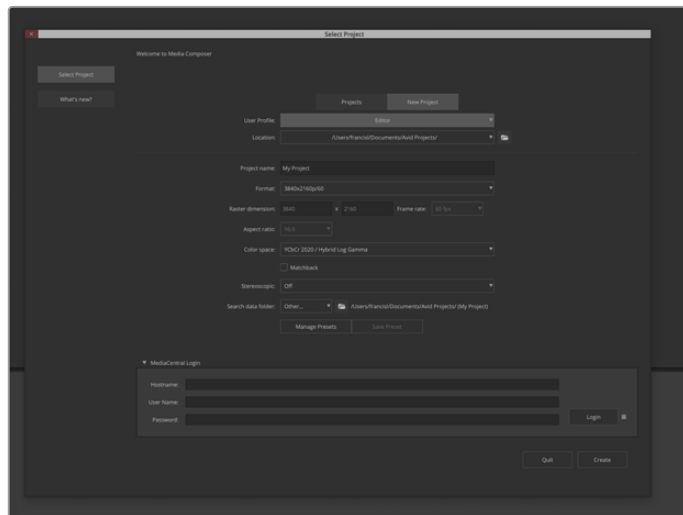 Select Project
Welcome to Media Composer
Select Project
What's new?
Projects
New Project
User Profile: Editor
Location: /Users/francisl/Documents/Avid Projects/
Project name: My Project
Format: 3840x2160p/60
Raster dimension: 3840 x 2160 Frame rate: 60 fps
Aspect ratio: 16:9
Color space: YCbCr 2020 / Hybrid Log Gamma
Matchback
Stereoscopic: Off
Search data folder: Other... /Users/francisl/Documents/Avid Projects/ (My Project)
Manage Presets
Save Preset
MediaCentral Login
Hostname:
User Name:
Password:
Login
Quit
Create